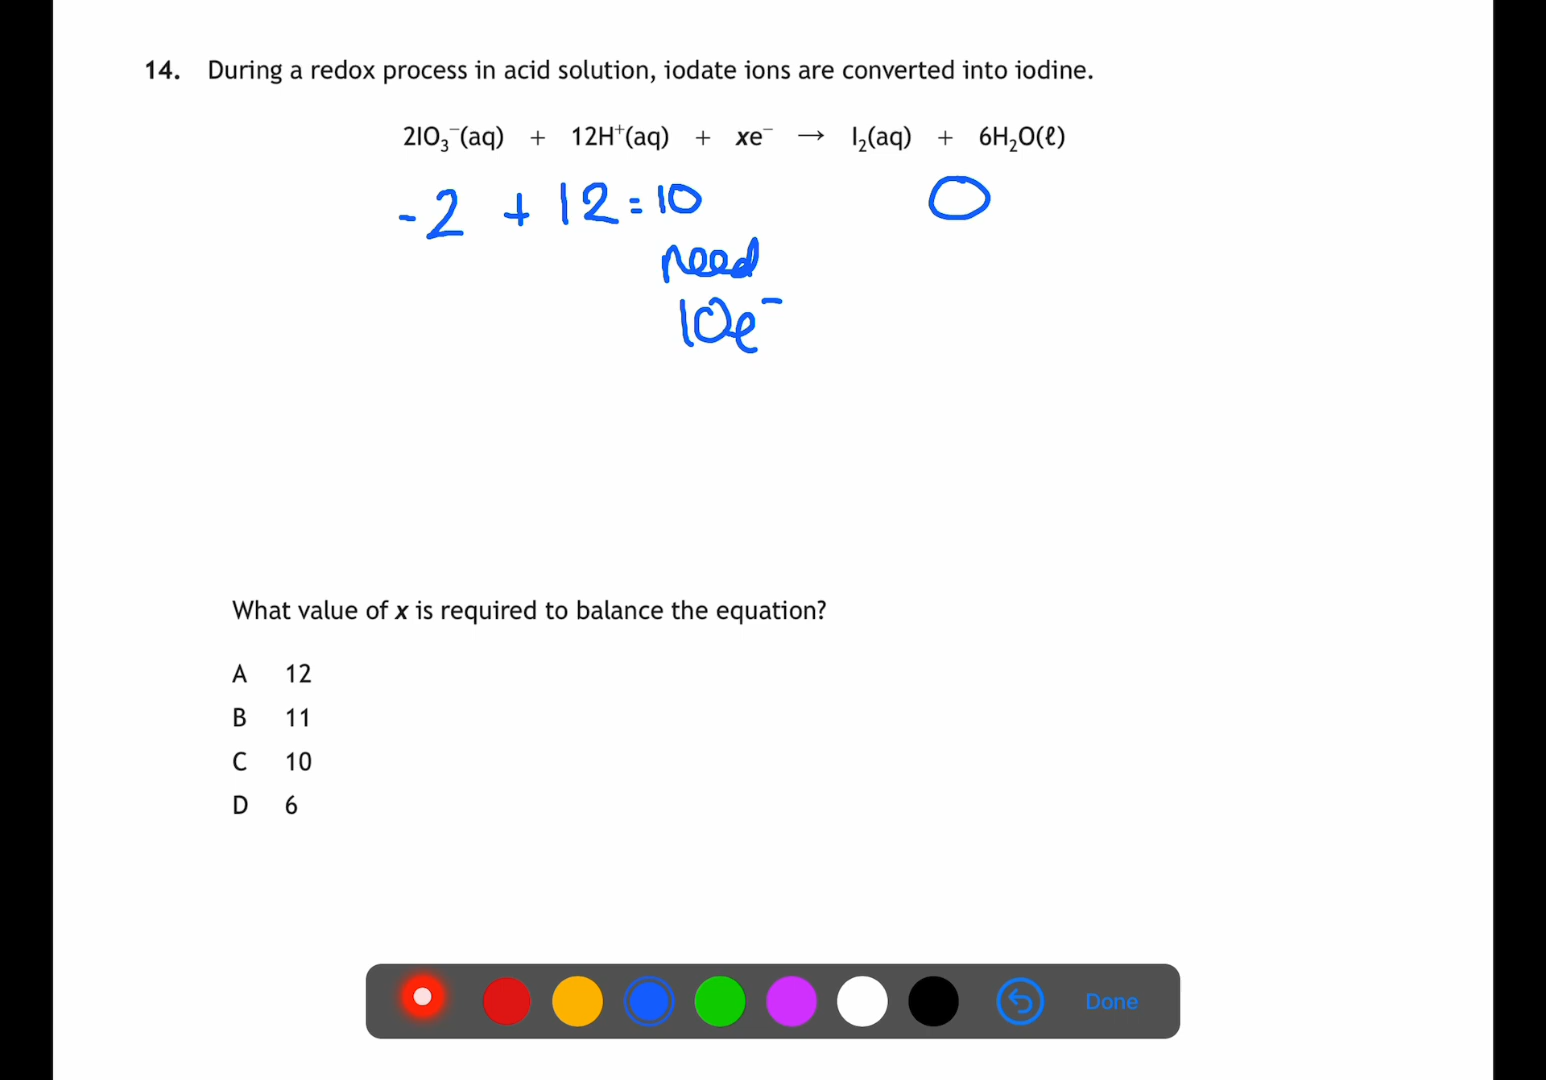 14. During a redox process in acid solution, iodate ions are converted into iodine.
2IO₃⁻(aq) + 12H⁺(aq) + xe⁻ → I₂(aq) + 6H₂O(ℓ)
-2 + 12 = 10 0
need
10e⁻
What value of x is required to balance the equation?
A 12
B 11
C 10
D 6
Done